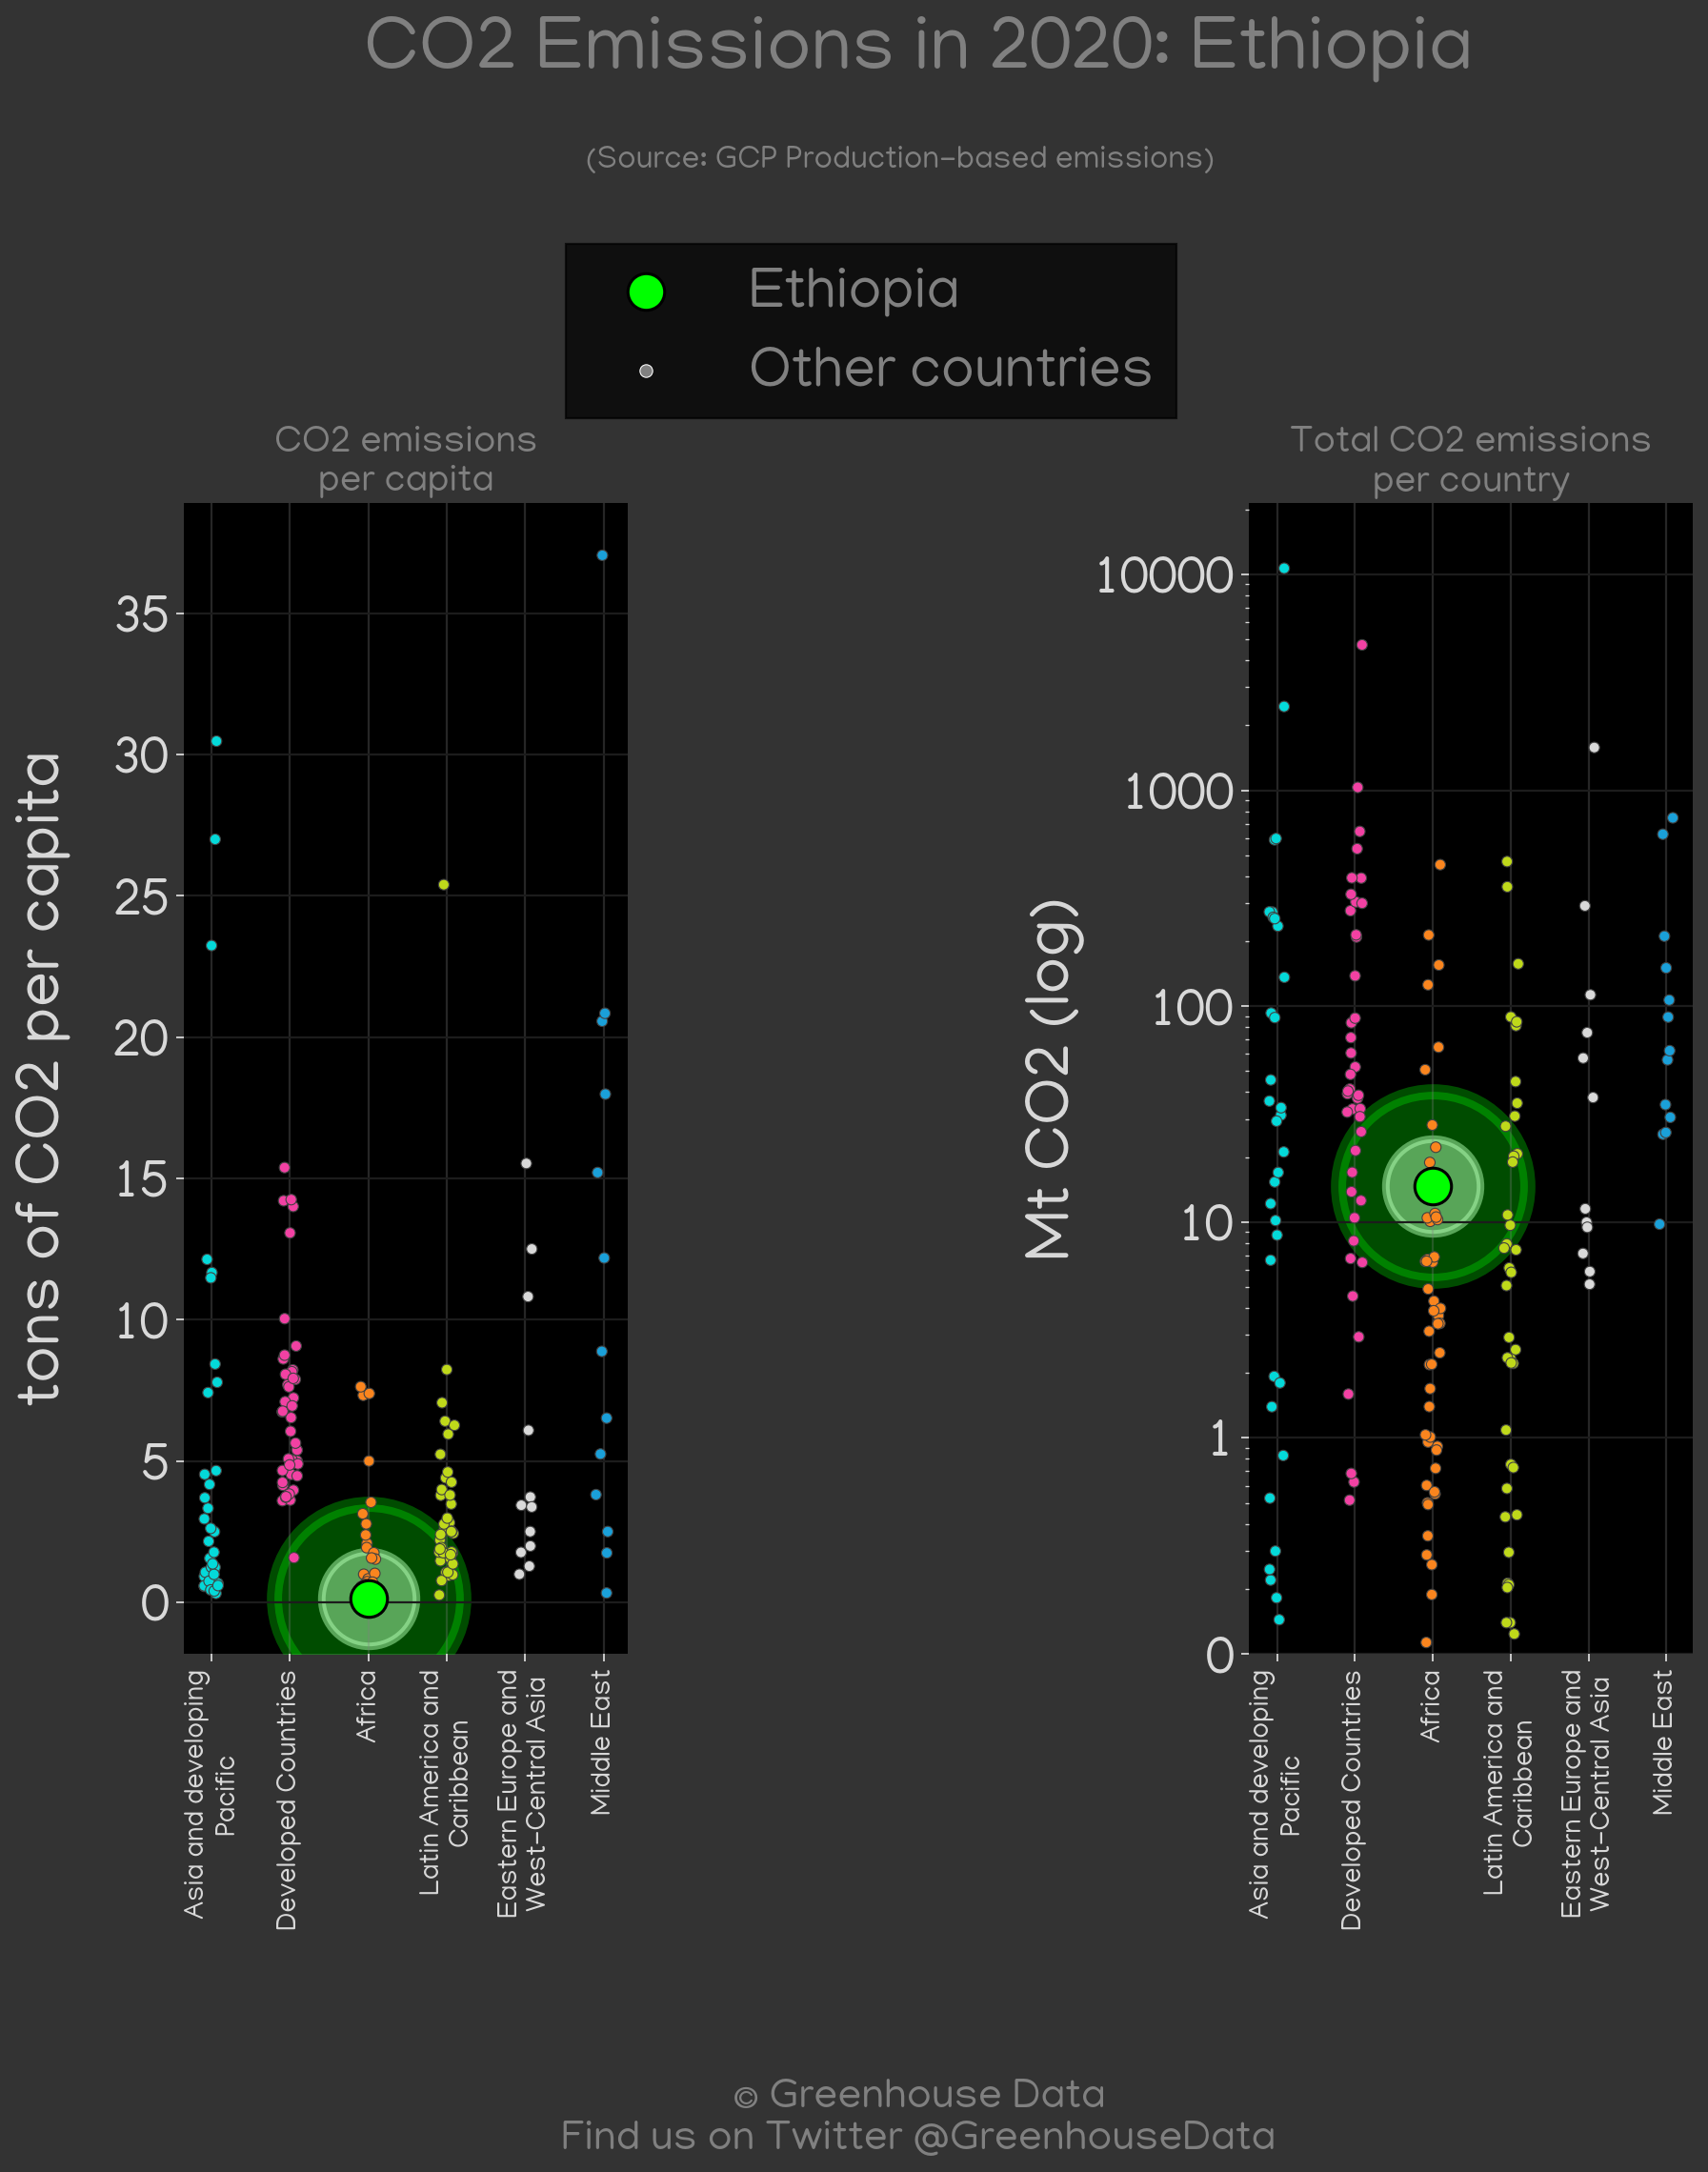 CO2 Emissions in 2020: Ethiopia
(Source: GCP Production-based emissions)
Ethiopia
Other countries
CO2 emissions
per capita
tons of CO2 per capita
35
30
25
20
15
10
5
0
Asia and developing
Pacific
Developed Countries
Africa
Latin America and
Caribbean
Eastern Europe and
West-Central Asia
Middle East
Total CO2 emissions
per country
Mt CO2 (log)
10000
1000
100
10
1
0
Asia and developing
Pacific
Developed Countries
Africa
Latin America and
Caribbean
Eastern Europe and
West-Central Asia
Middle East
© Greenhouse Data
Find us on Twitter @GreenhouseData